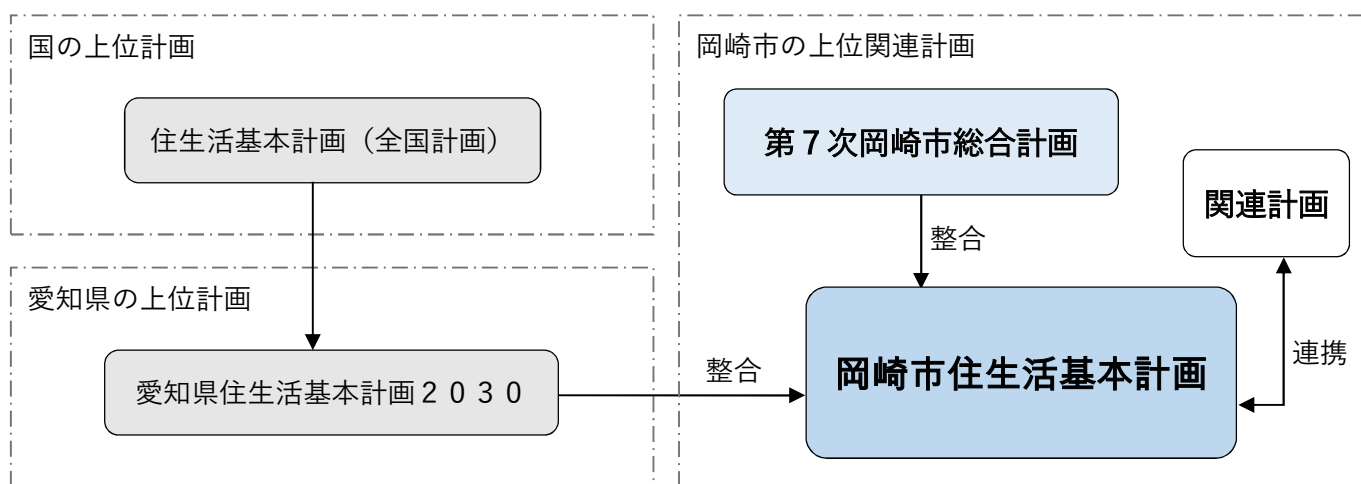 国の上位計画
住生活基本計画（全国計画）
愛知県の上位計画
愛知県住生活基本計画２０３０
整合
岡崎市の上位関連計画
第７次岡崎市総合計画
整合
関連計画
連携
岡崎市住生活基本計画